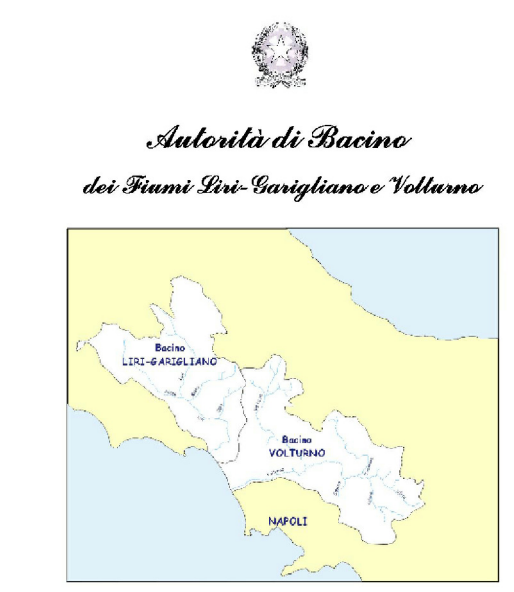 Autorità di Bacino
dei Fiumi Liri-Garigliano e Volturno
Bacino
LIRI-GARIGLIANO
Bacino
VOLTURNO
NAPOLI